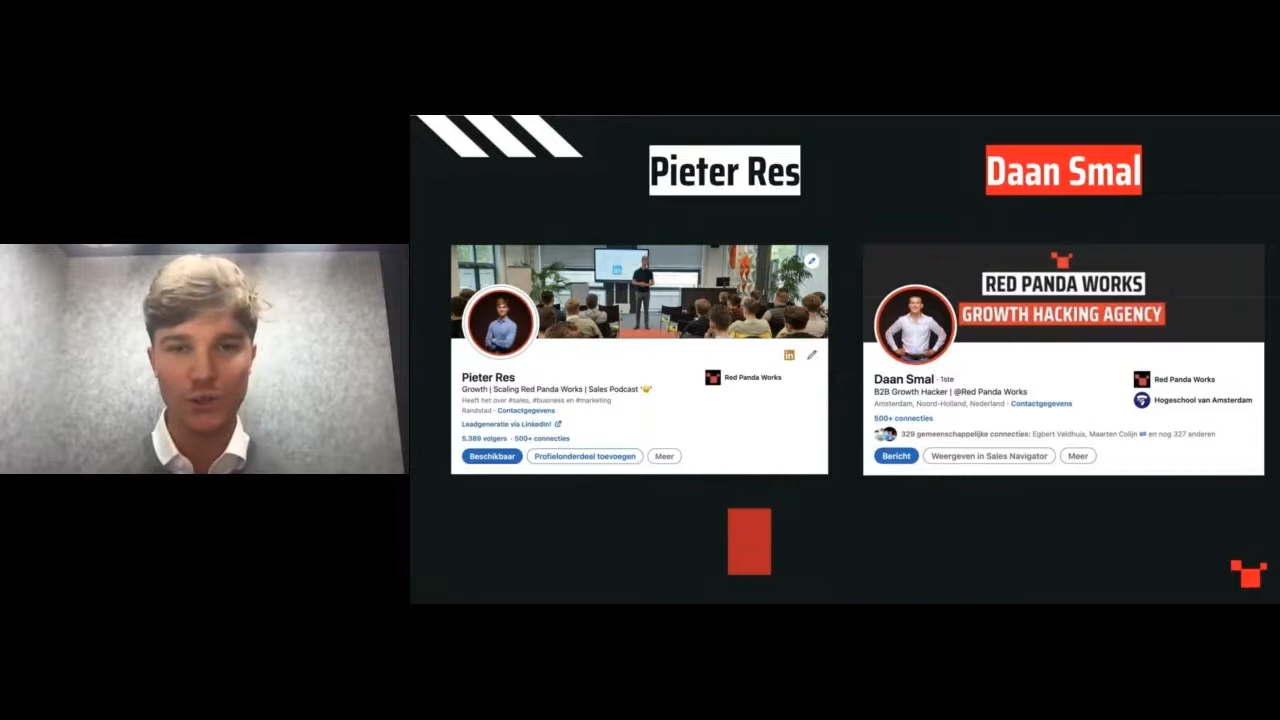 Pieter Res
Daan Smal
Pieter Res
Growth | Scaling Red Panda Works | Sales Podcast
Heeft het over #sales, #business en #marketing
Randstad · Contactgegevens
Leadgeneratie via LinkedIn!
5.389 volgers · 500+ connecties
Beschikbaar
Profielonderdeel toevoegen
Meer
in
in
Red Panda Works
RED PANDA WORKS
GROWTH HACKING AGENCY
Daan Smal · 1ste
B2B Growth Hacker | @Red Panda Works
Amsterdam, Noord-Holland, Nederland · Contactgegevens
500+ connecties
329 gemeenschappelijke connecties: Egbert Veldhuis, Maarten Colijn en nog 327 anderen
Bericht
Weergeven in Sales Navigator
Meer
Red Panda Works
Hogeschool van Amsterdam